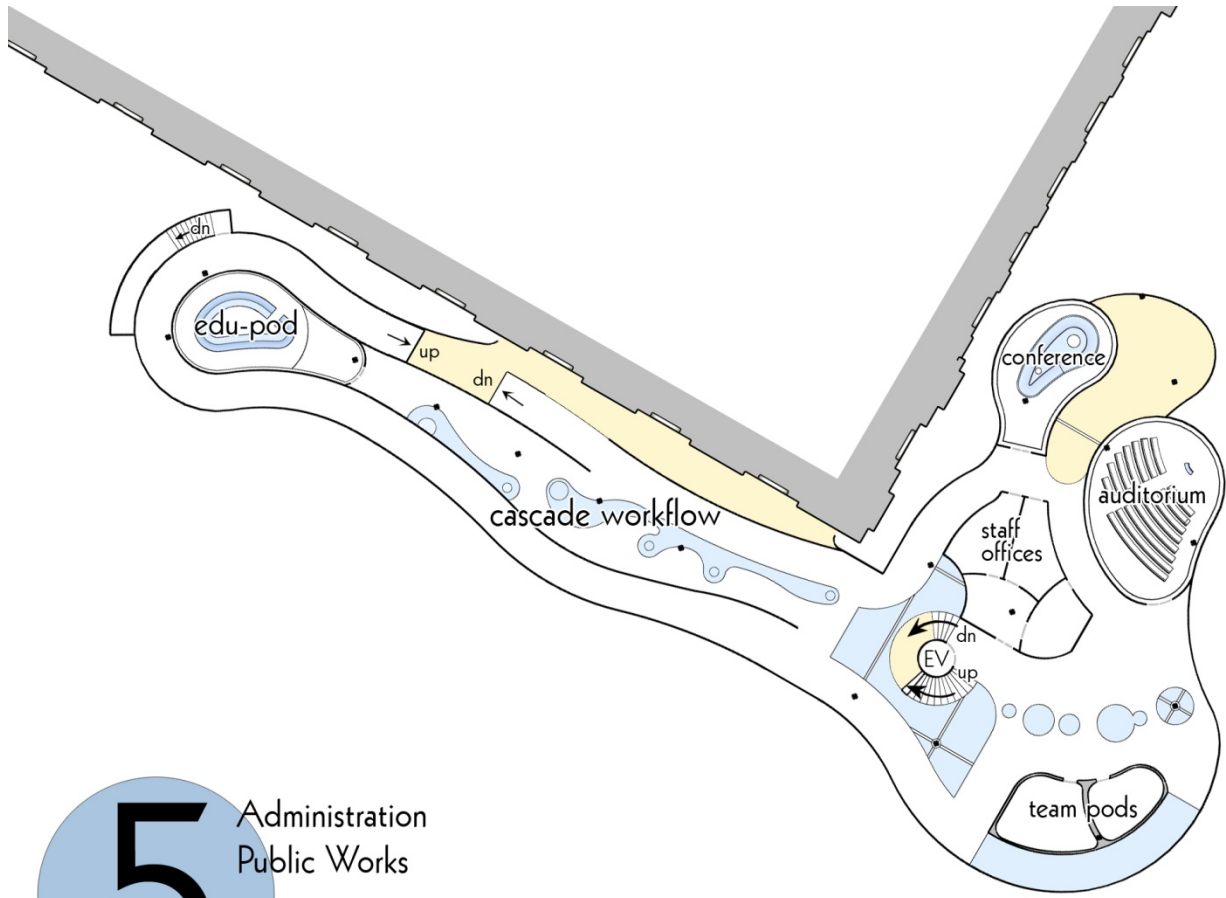 dn
edu-pod
up
dn
conference
auditorium
cascade workflow
staff
offices
dn
EV
up
team pods
5
Administration
Public Works